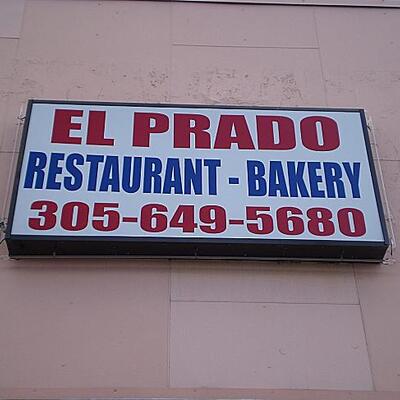 EL PRADO
RESTAURANT - BAKERY
305-649-5680